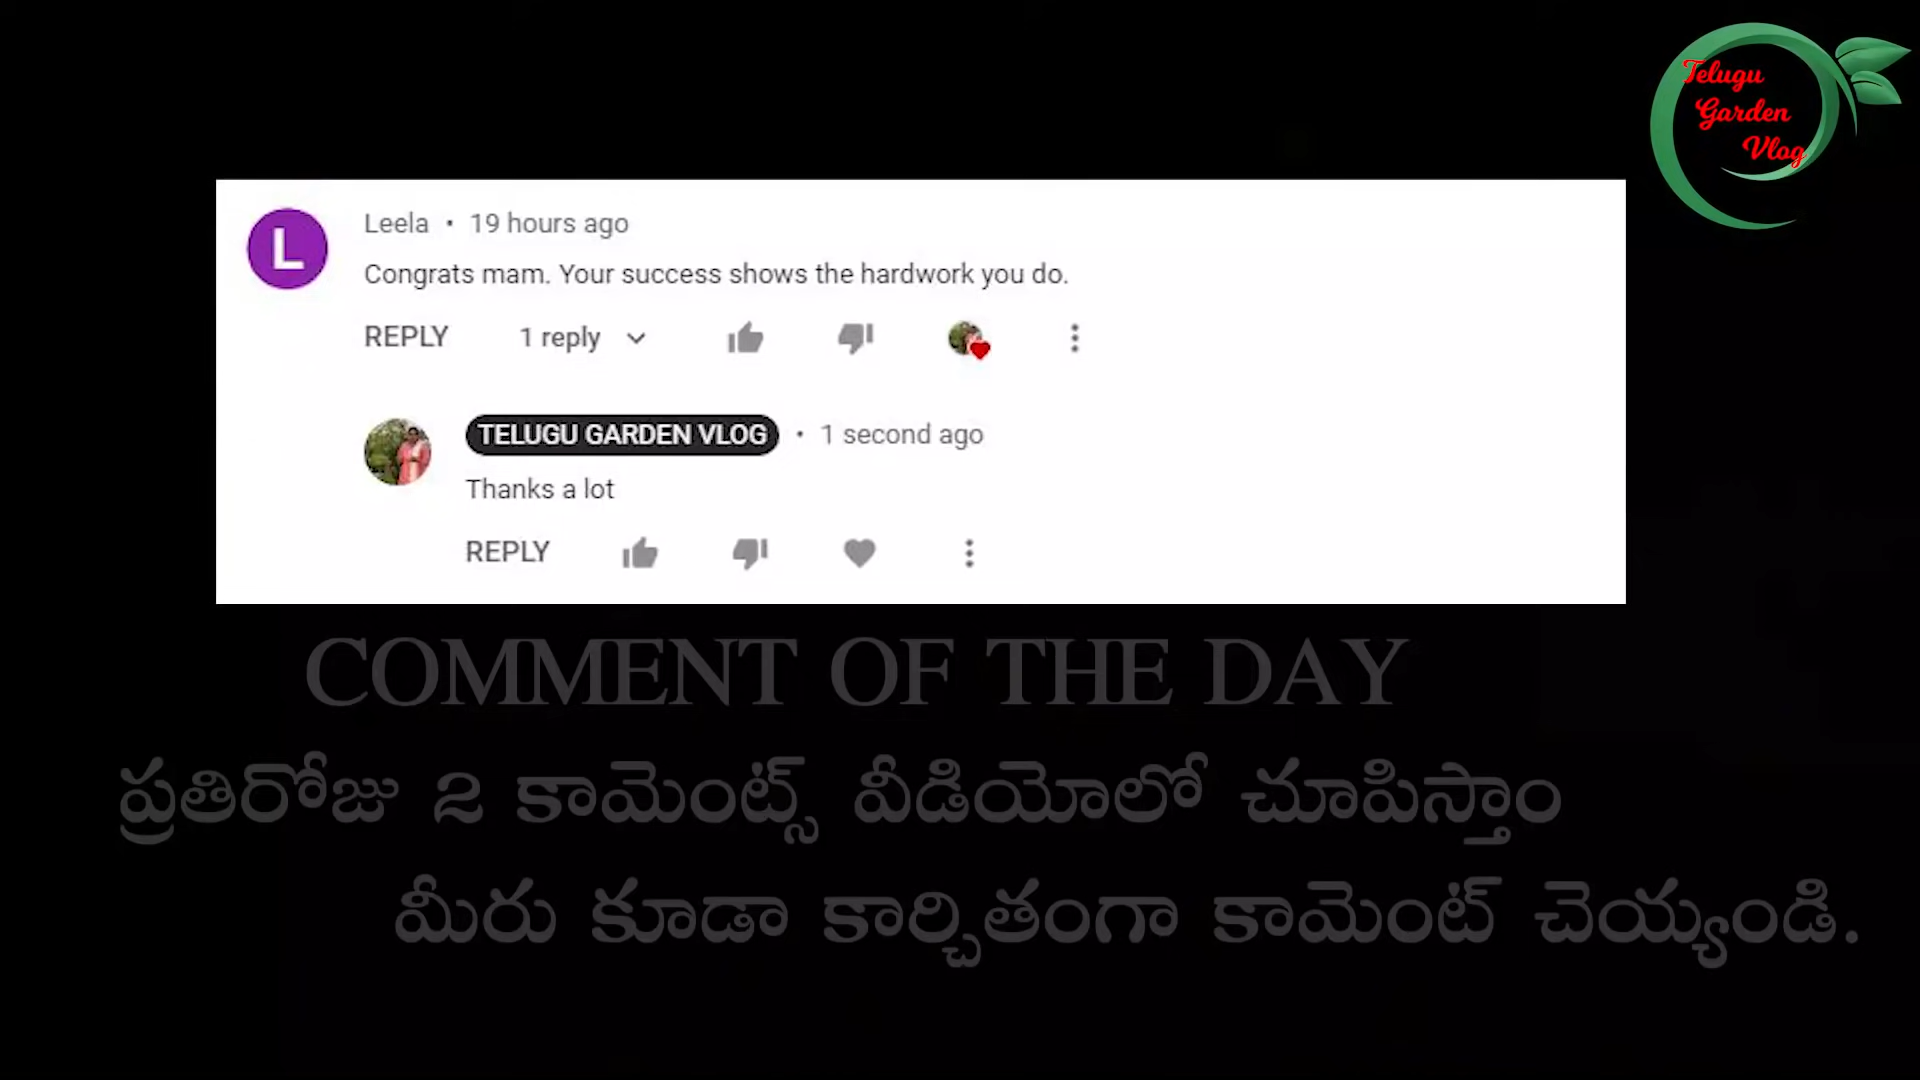 Telugu
Garden
Vlog
L
Leela • 19 hours ago
Congrats mam. Your success shows the hardwork you do.
REPLY 1 reply
TELUGU GARDEN VLOG • 1 second ago
Thanks a lot
REPLY
COMMENT OF THE DAY
ప్రతిరోజు 2 కామెంట్స్ వీడియోలో చూపిస్తాం
మీరు కూడా కార్చితంగా కామెంట్ చెయ్యండి.